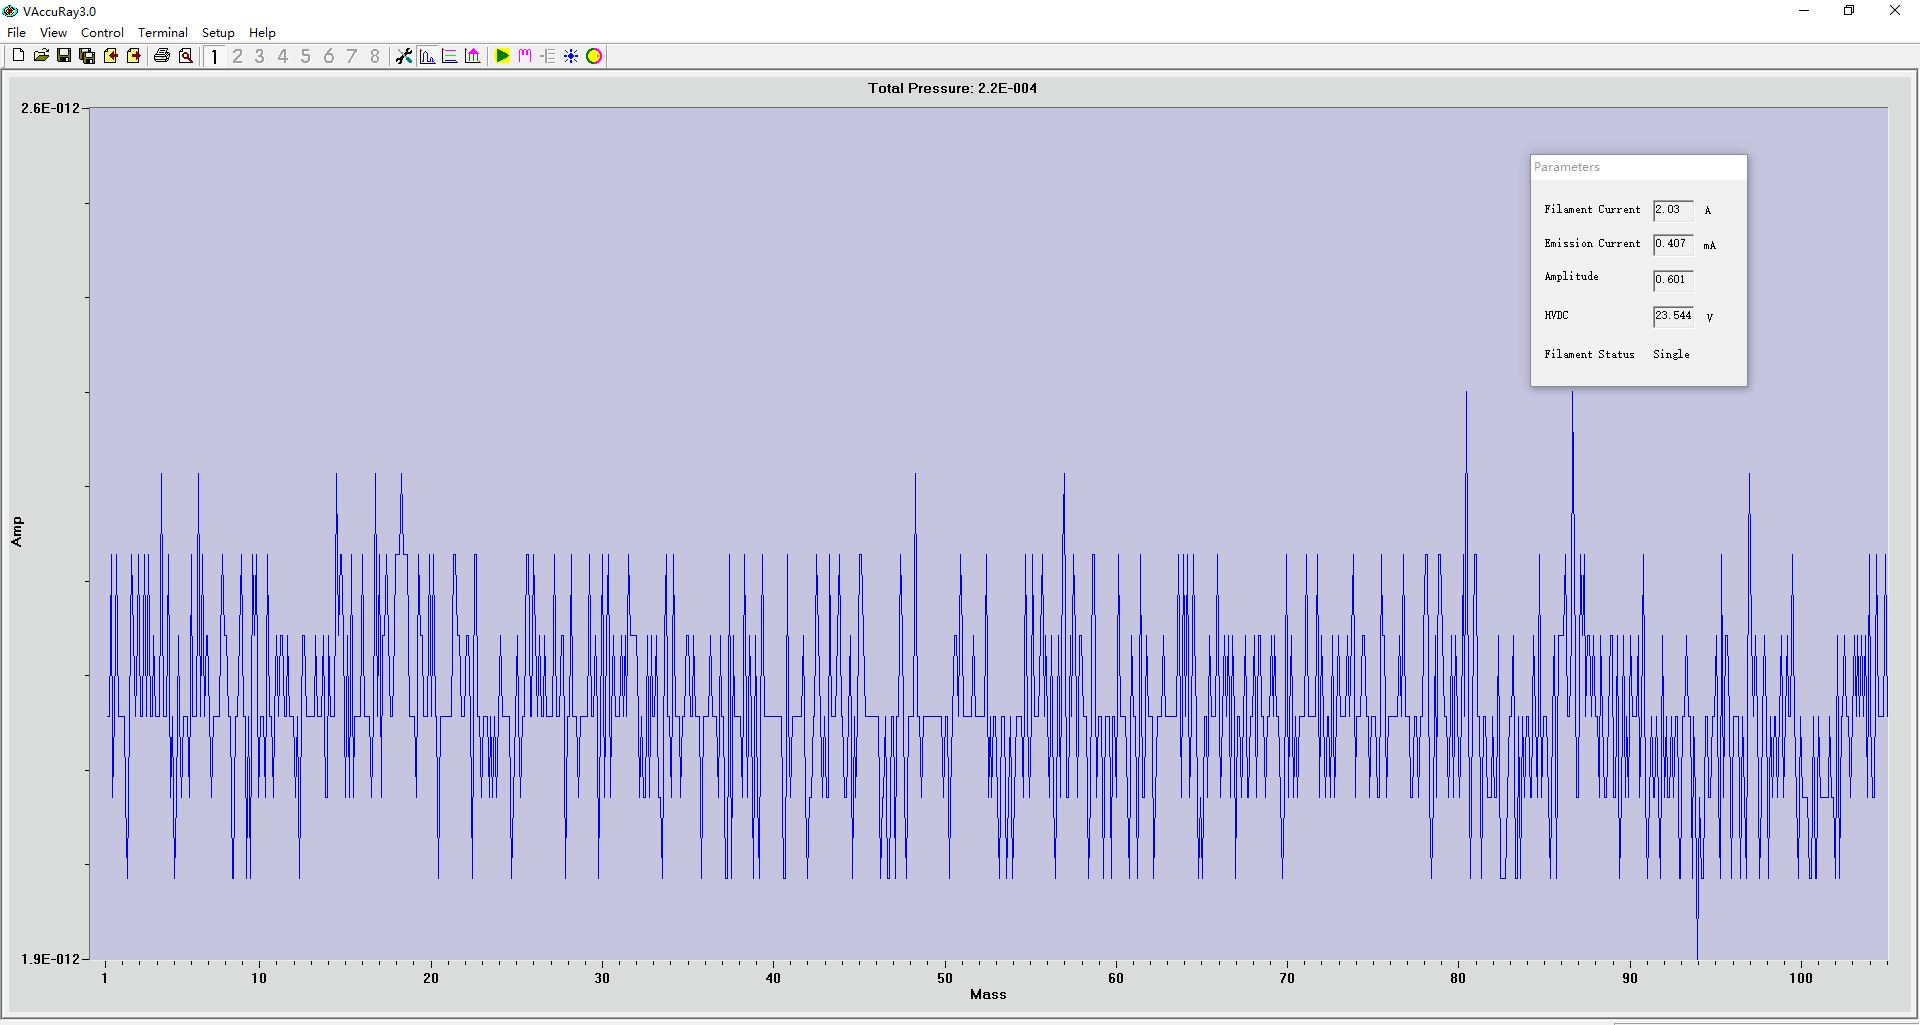 VAccuRay3.0
File View Control Terminal Setup Help
1 2 3 4 5 6 7 8
Total Pressure: 2.2E-004
2.6E-012
Parameters
Filament Current 2.03 A
Emission Current 0.407 mA
Amplitude 0.601
HVDC 23.544 V
Filament Status Single
Amp
1.9E-012
1 10 20 30 40 50 60 70 80 90 100
Mass